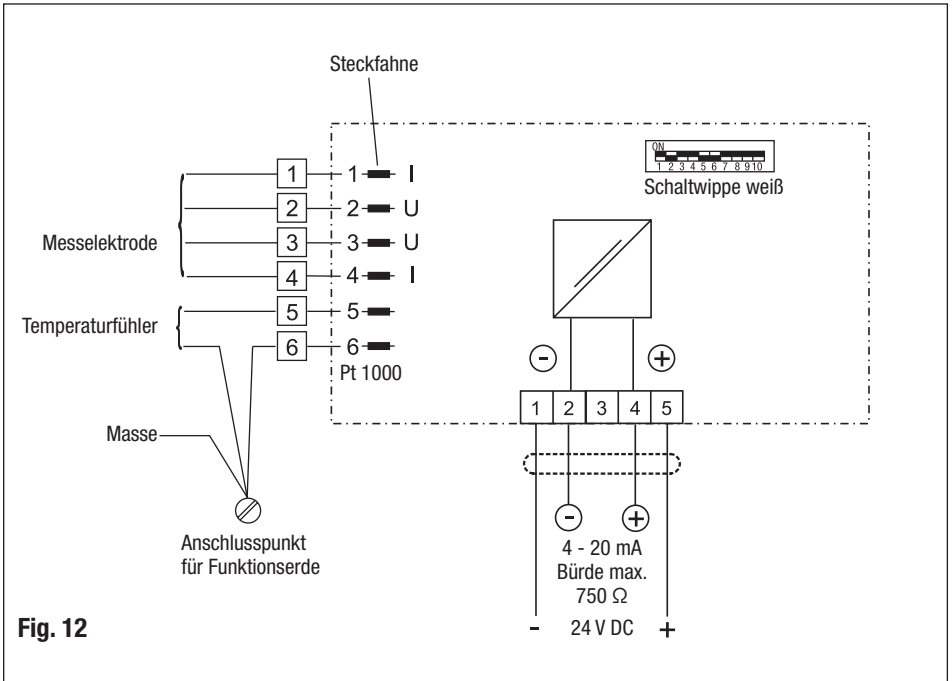 Steckfahne
ON
1 2 3 4 5 6 7 8 9 10
Schaltwippe weiß
1 1 I
2 2 U
Messelektrode
3 3 U
4 4 I
Temperaturfühler
5 5
6 6
Pt 1000
- +
1 2 3 4 5
Masse
- +
Anschlusspunkt
für Funktionserde
4 - 20 mA
Bürde max.
750 Ω
- 24 V DC +
Fig. 12